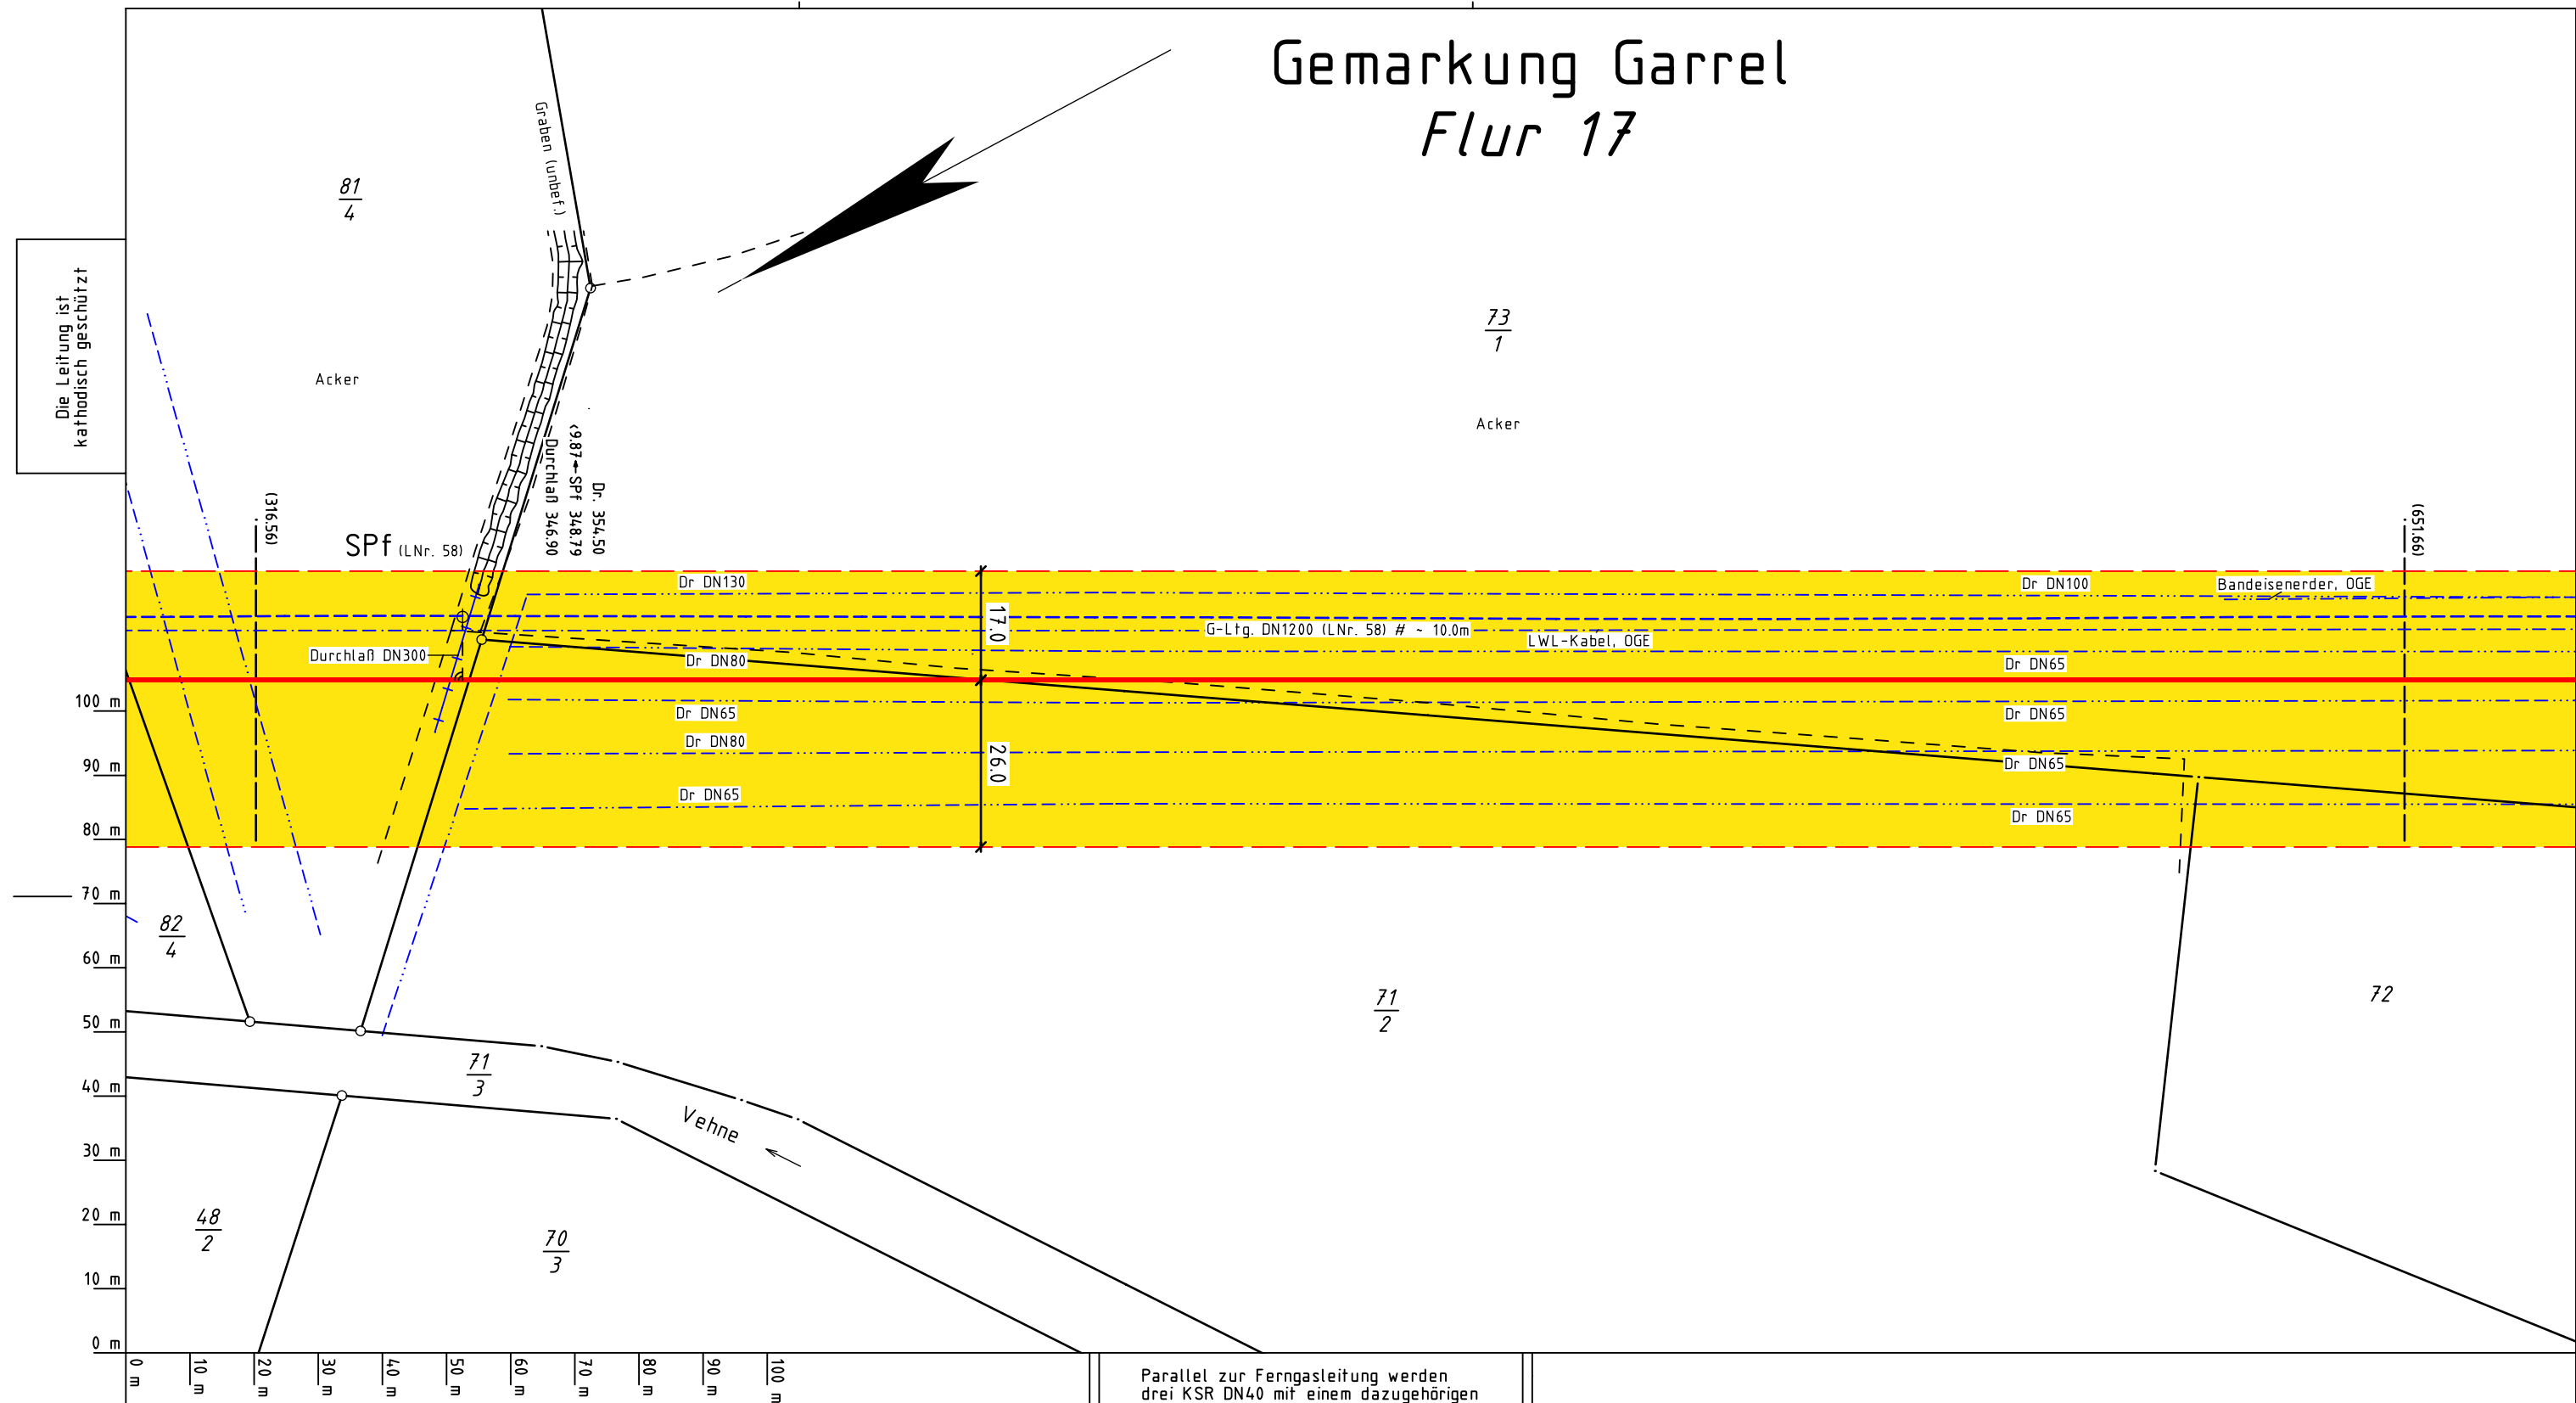 Gemarkung Garrel
Flur 17
Graben (unbef.)
81
4
Die Leitung ist
kathodisch geschützt
73
1
Acker
Acker
(316.56)
SPf (LNr. 58)
Durchlaß 346.90
<9.87 SPf 348.79
Dr. 354.50
(651.66)
Dr DN130
Dr DN100
Bandeisenerder, OGE
17.0
G-Ltg. DN1200 (LNr. 58) # ~ 10.0m
LWL-Kabel, OGE
Durchlaß DN300
Dr DN80
Dr DN65
100 m
Dr DN65
Dr DN65
Dr DN80
26.0
90 m
Dr DN65
Dr DN65
80 m
Dr DN65
70 m
82
4
60 m
71
2
72
50 m
71
3
40 m
Vehne
30 m
20 m
48
2
70
3
10 m
0 m
0 m
10 m
20 m
30 m
40 m
50 m
60 m
70 m
80 m
90 m
100 m
Parallel zur Ferngasleitung werden
drei KSR DN40 mit einem dazugehörigen